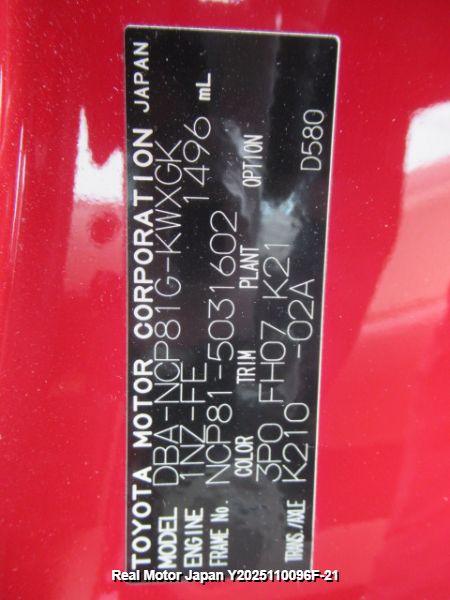 TOYOTA MOTOR CORPORATION JAPAN
MODEL DBA-NCP81G-KWXGK
ENGINE 1NZ-FE 1496 mL
FRAME No. NCP81-5031602
COLOR TRIM PLANT OPTION
3P0 FH07 K21
K210 -02A
TRANS./AXLE D580
Real Motor Japan Y2025110096F-21